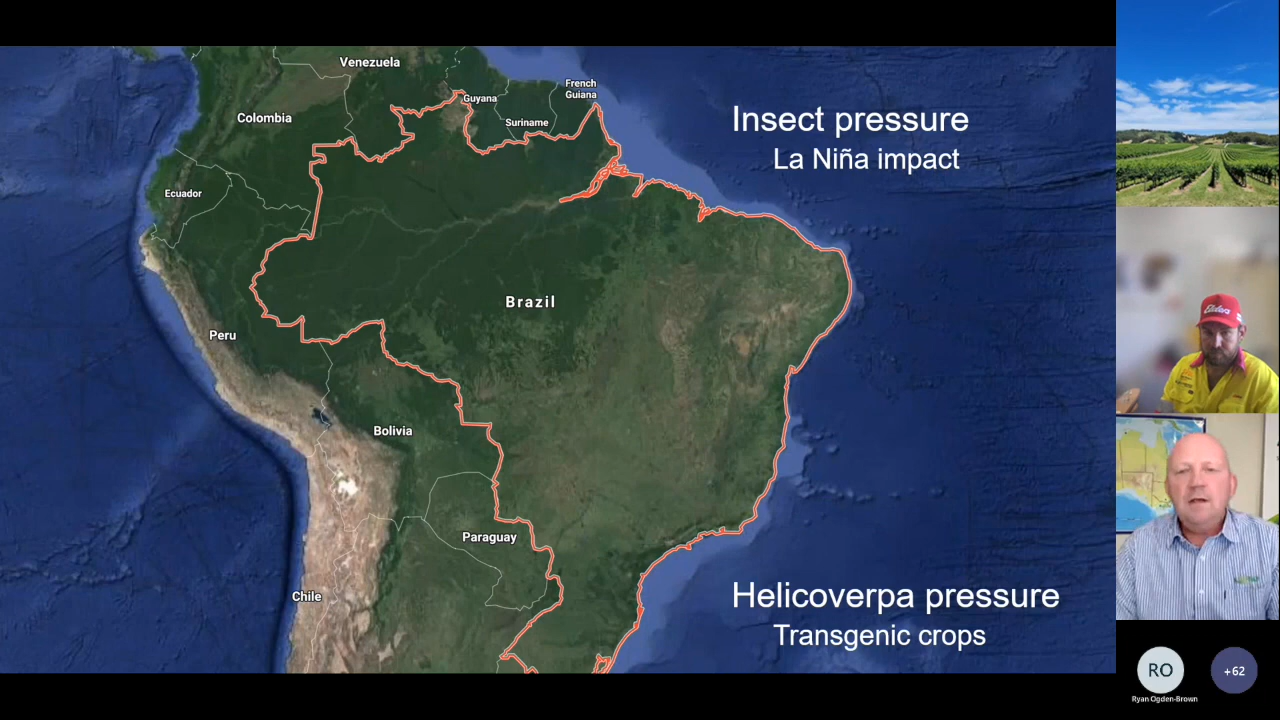 Venezuela
Colombia
Guyana
French
Guiana
Suriname
Ecuador
Brazil
Peru
Bolivia
Paraguay
Chile
Insect pressure
La Niña impact
Helicoverpa pressure
Transgenic crops
Elders
RO
+62
Ryan Ogden-Brown